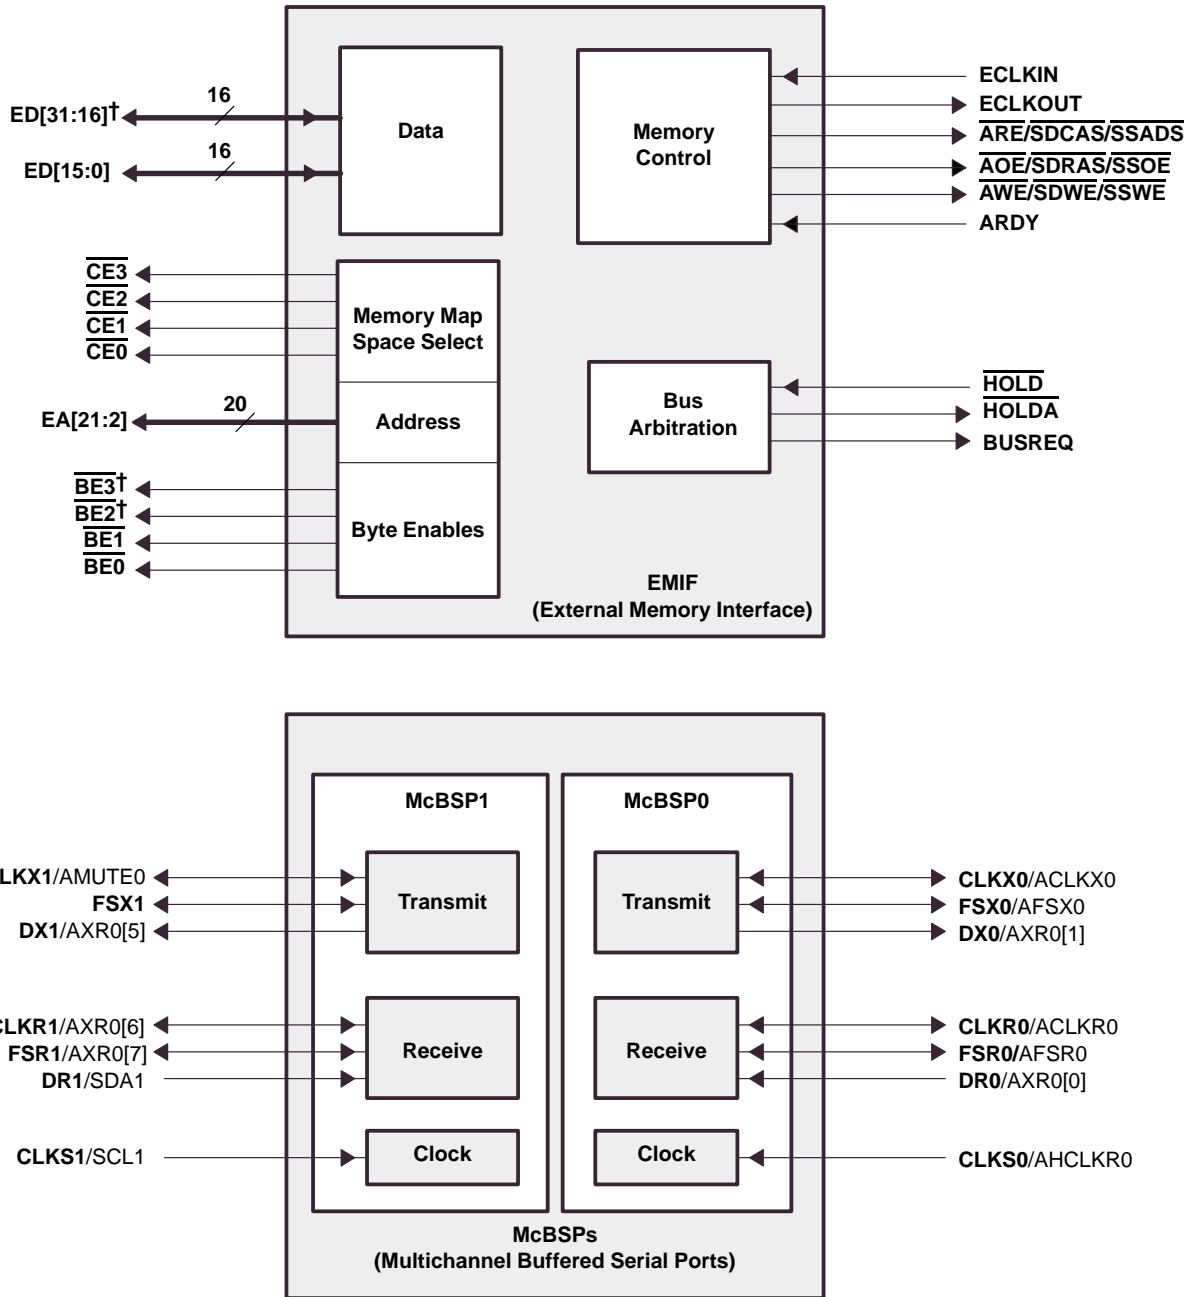 ED[31:16]†
16
ED[15:0]
16
Data
Memory
Control
ECLKIN
ECLKOUT
ARE/SDCAS/SSADS
AOE/SDRAS/SSOE
AWE/SDWE/SSWE
ARDY
CE3
CE2
CE1
CE0
Memory Map
Space Select
EA[21:2]
20
Address
BE3†
BE2†
BE1
BE0
Byte Enables
Bus
Arbitration
HOLD
HOLDA
BUSREQ
EMIF
(External Memory Interface)
McBSP1
McBSP0
LKX1/AMUTE0
FSX1
DX1/AXR0[5]
Transmit
Transmit
CLKX0/ACLKX0
FSX0/AFSX0
DX0/AXR0[1]
CLKR1/AXR0[6]
FSR1/AXR0[7]
DR1/SDA1
Receive
Receive
CLKR0/ACLKR0
FSR0/AFSR0
DR0/AXR0[0]
CLKS1/SCL1
Clock
Clock
CLKS0/AHCLKR0
McBSPs
(Multichannel Buffered Serial Ports)